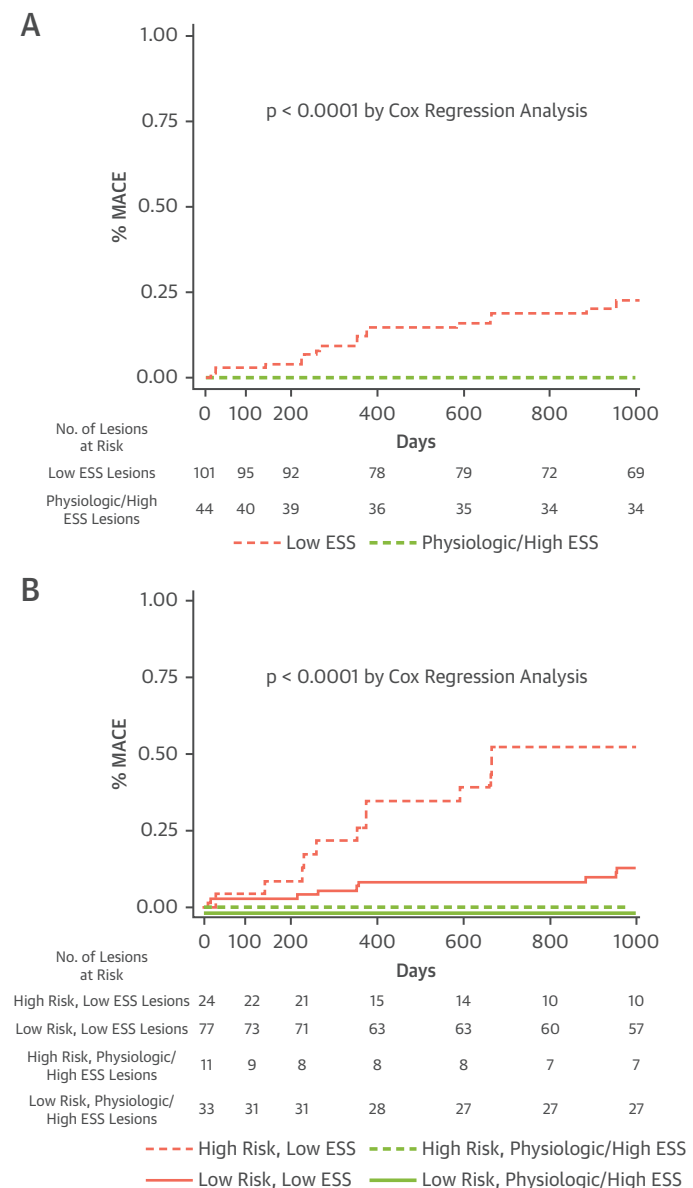 A
1.00
p < 0.0001 by Cox Regression Analysis
0.75
% MACE
0.50
0.25
0.00
0 100 200 400 600 800 1000
Days
No. of Lesions
at Risk
Low ESS Lesions 101 95 92 78 79 72 69
Physiologic/High
ESS Lesions 44 40 39 36 35 34 34
Low ESS Physiologic/High ESS
B
1.00
p < 0.0001 by Cox Regression Analysis
0.75
% MACE
0.50
0.25
0.00
0 100 200 400 600 800 1000
Days
No. of Lesions
at Risk
High Risk, Low ESS Lesions 24 22 21 15 14 10 10
Low Risk, Low ESS Lesions 77 73 71 63 63 60 57
High Risk, Physiologic/
High ESS Lesions 11 9 8 8 8 7 7
Low Risk, Physiologic/
High ESS Lesions 33 31 31 28 27 27 27
High Risk, Low ESS High Risk, Physiologic/High ESS
Low Risk, Low ESS Low Risk, Physiologic/High ESS